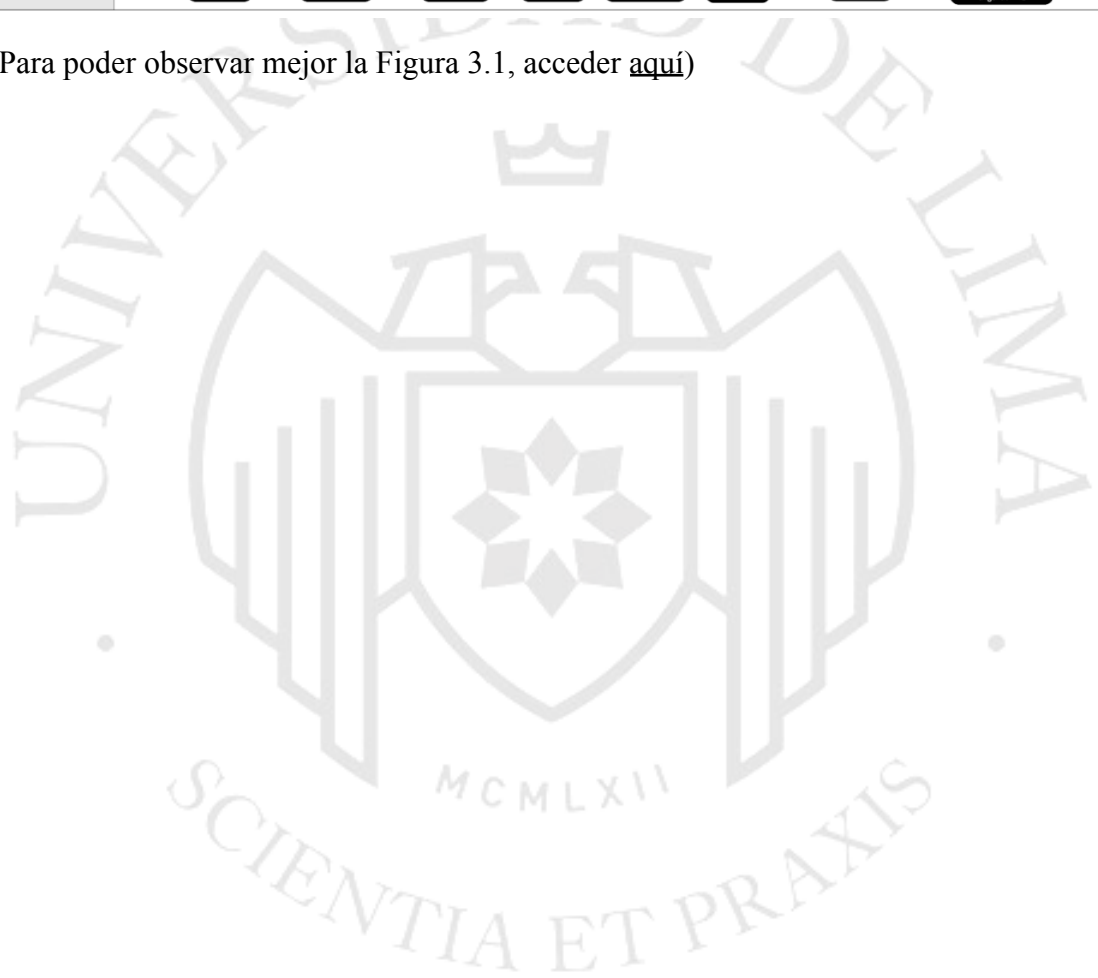 Para poder observar mejor la Figura 3.1, acceder aquí)
UNIVERSIDAD DE LIMA
MCMLXII
SCIENTIA ET PRAXIS